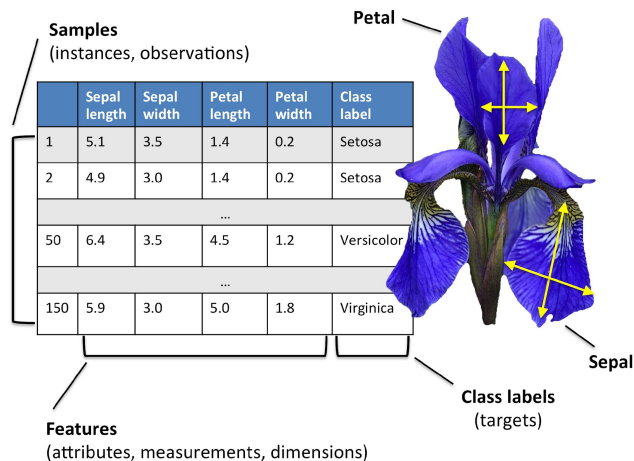 Samples
(instances, observations)
Petal
Sepal length Sepal width Petal length Petal width Class label
1 5.1 3.5 1.4 0.2 Setosa
2 4.9 3.0 1.4 0.2 Setosa
...
50 6.4 3.5 4.5 1.2 Versicolor
...
150 5.9 3.0 5.0 1.8 Virginica
Sepal
Class labels
(targets)
Features
(attributes, measurements, dimensions)